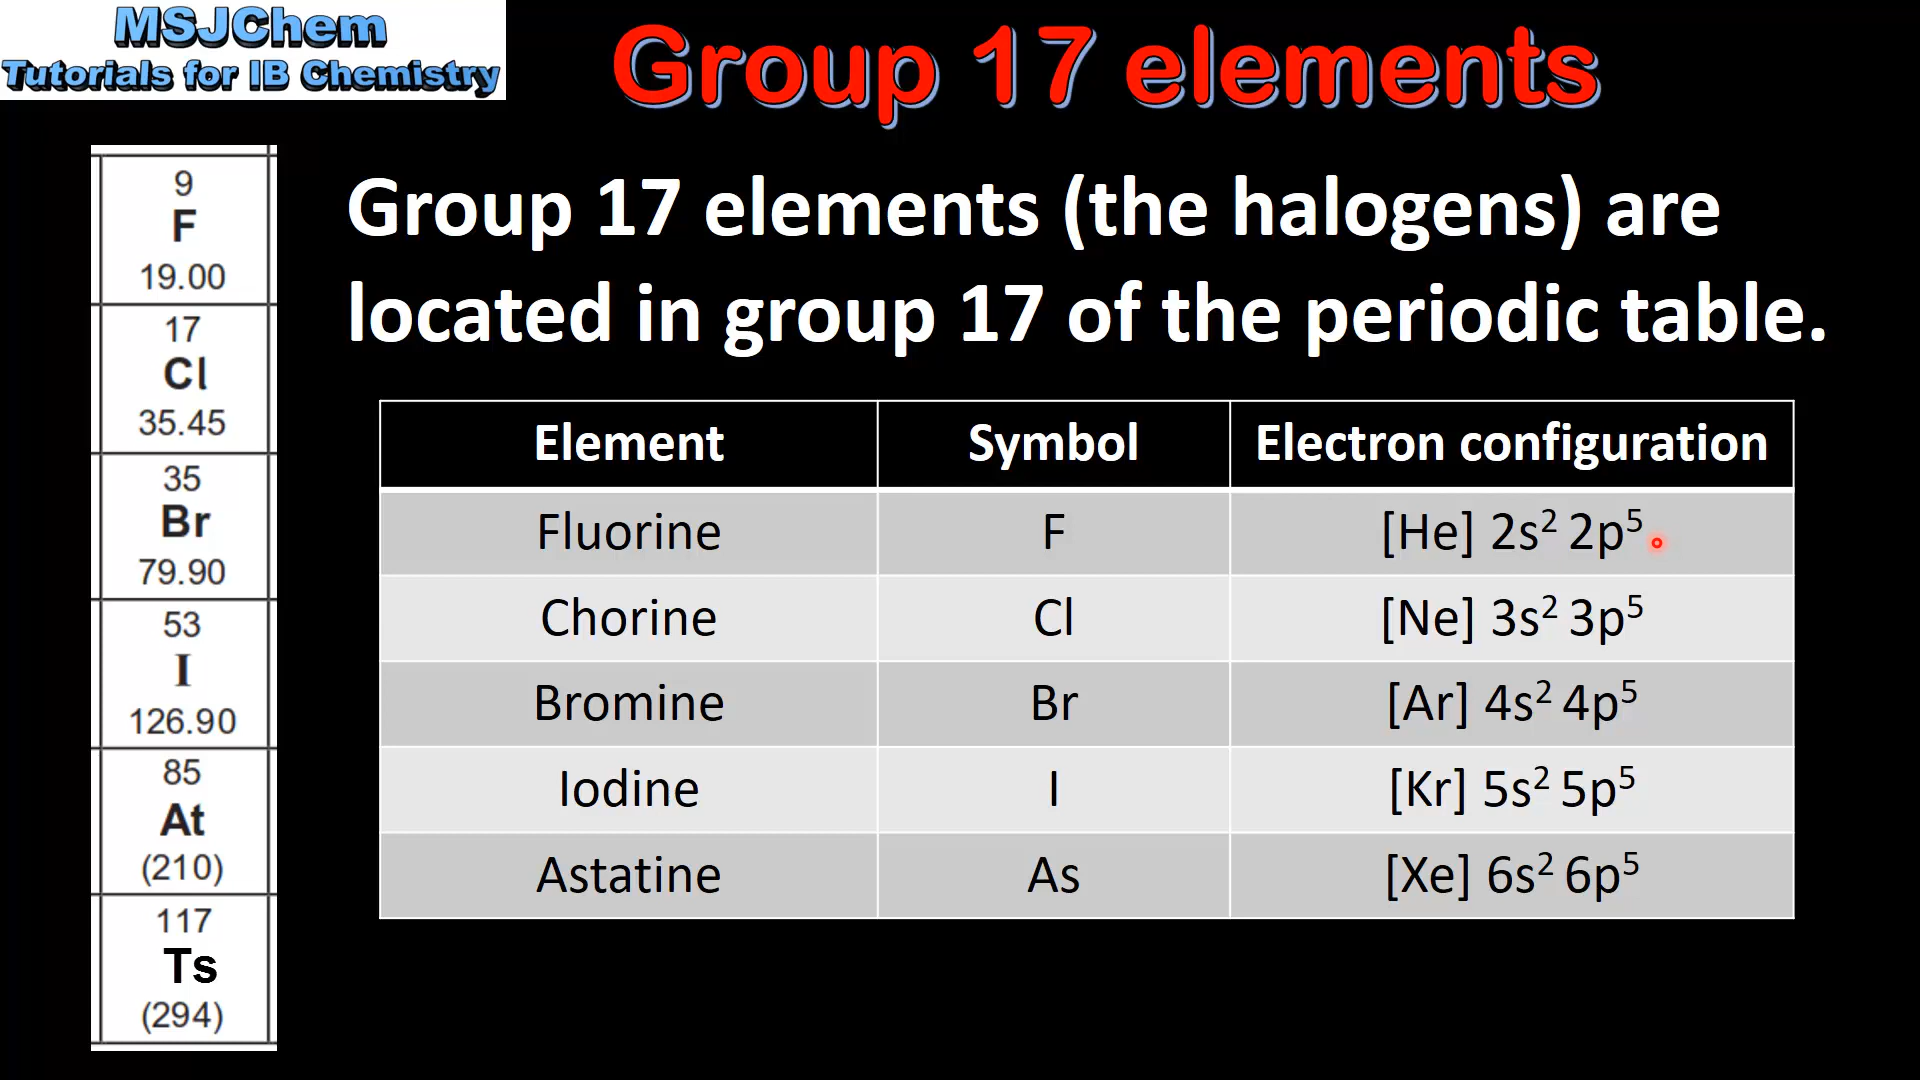 MSJChem
Tutorials for IB Chemistry
Group 17 elements
9
F
19.00
17
Cl
35.45
35
Br
79.90
53
I
126.90
85
At
(210)
117
Ts
(294)
Group 17 elements (the halogens) are
located in group 17 of the periodic table.
Element Symbol Electron configuration
Fluorine F [He] 2s² 2p⁵
Chorine Cl [Ne] 3s² 3p⁵
Bromine Br [Ar] 4s² 4p⁵
Iodine I [Kr] 5s² 5p⁵
Astatine As [Xe] 6s² 6p⁵